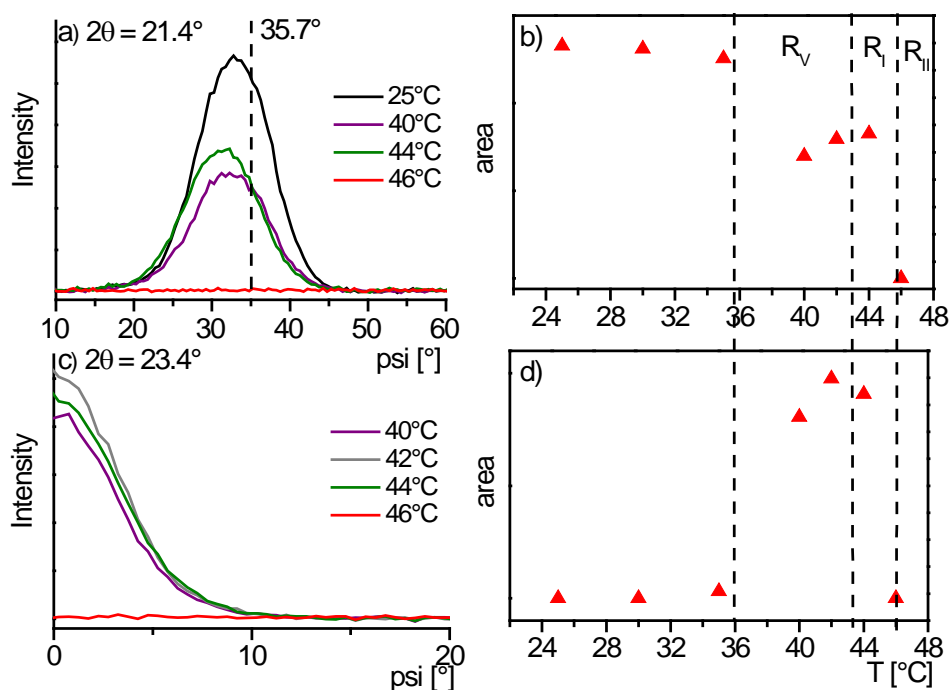 a) 2θ = 21.4°
35.7°
Intensity
25°C
40°C
44°C
46°C
10 20 30 40 50 60
psi [°]
b)
R_V R_I R_II
area
24 28 32 36 40 44 48
c) 2θ = 23.4°
Intensity
40°C
42°C
44°C
46°C
0 10 20
psi [°]
d)
area
24 28 32 36 40 44 48
T [°C]